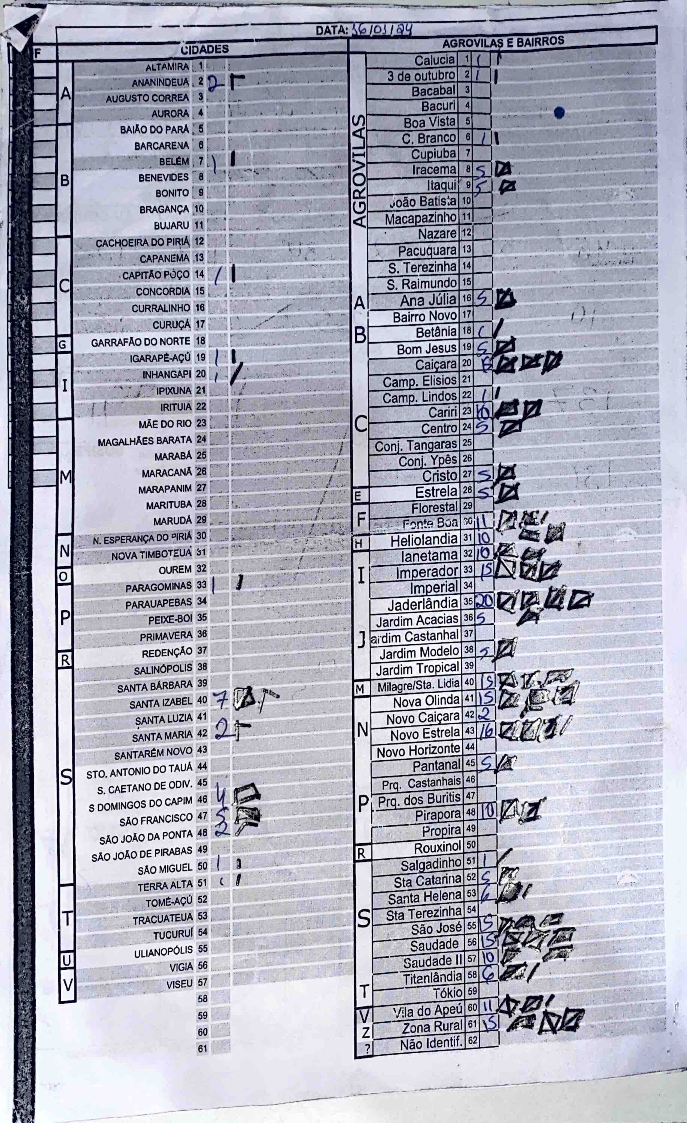 DATA: 16/01/24
F CIDADES
A
ALTAMIRA 1
ANANINDEUA 2 2
AUGUSTO CORREA 3
AURORA 4
B
BAIÃO DO PARÁ 5
BARCARENA 6
BELÉM 7 1
BENEVIDES 8
BONITO 9
BRAGANÇA 10
BUJARU 11
C
CACHOEIRA DO PIRIÁ 12
CAPANEMA 13
CAPITÃO POÇO 14 1
CONCORDIA 15
CURRALINHO 16
CURUÇÁ 17
G
GARRAFÃO DO NORTE 18
I
IGARAPÉ-AÇÚ 19 1
INHANGAPI 20 1
IPIXUNA 21
IRITUIA 22
M
MÃE DO RIO 23
MAGALHÃES BARATA 24
MARABÁ 25
MARACANÃ 26
MARAPANIM 27
MARITUBA 28
MARUDÁ 29
N
N. ESPERANÇA DO PIRIÁ 30
NOVA TIMBOTEUA 31
O
OUREM 32
P
PARAGOMINAS 33 1
PARAUAPEBAS 34
PEIXE-BOI 35
PRIMAVERA 36
R
REDENÇÃO 37
S
SALINÓPOLIS 38
SANTA BÁRBARA 39
SANTA IZABEL 40 7
SANTA LUZIA 41
SANTA MARIA 42 2
SANTARÉM NOVO 43
STO. ANTONIO DO TAUÁ 44
S. CAETANO DE ODIV. 45
S DOMINGOS DO CAPIM 46 4
SÃO FRANCISCO 47 5
SÃO JOÃO DA PONTA 48 2
SÃO JOÃO DE PIRABAS 49
SÃO MIGUEL 50 1
T
TERRA ALTA 51 1
TOMÉ-AÇÚ 52
TRACUATEUA 53
TUCURUÍ 54
U
ULIANOPÓLIS 55
V
VIGIA 56
VISEU 57
58
59
60
61
AGROVILAS E BAIRROS
AGROVILAS
Calucia 1 1
3 de outubro 2 1
Bacabal 3
Bacuri 4
Boa Vista 5
C. Branco 6 1
Cupiuba 7
Iracema 8 5
Itaqui 9 5
João Batista 10
Macapazinho 11
Nazare 12
Pacuquara 13
S. Terezinha 14
S. Raimundo 15
A
Ana Júlia 16 5
B
Bairro Novo 17
Betânia 18 1
Bom Jesus 19 5
C
Caiçara 20
Camp. Elisios 21
Camp. Lindos 22 1
Cariri 23 10
Centro 24 5
Conj. Tangaras 25
Conj. Ypês 26
Cristo 27 5
E
Estrela 28 5
F
Florestal 29
Fonte Boa 30 11
H
Heliolandia 31 10
I
Ianetama 32 10
Imperador 33 15
Imperial 34
J
Jaderlândia 35 20
Jardim Acacias 36 5
Jardim Castanhal 37
Jardim Modelo 38 5
Jardim Tropical 39
M
Milagre/Sta. Lidia 40 15
N
Nova Olinda 41 15
Novo Caiçara 42 2
Novo Estrela 43 16
Novo Horizonte 44
P
Pantanal 45 5
Prq. Castanhais 46
Prq. dos Buritis 47
Pirapora 48 10
Propira 49
R
Rouxinol 50
S
Salgadinho 51 1
Sta Catarina 52 5
Santa Helena 53 6
Sta Terezinha 54
São José 55 15
Saudade 56 15
Saudade II 57 10
T
Titenlândia 58 6
Tókio 59
V
Vila do Apeú 60 11
Z
Zona Rural 61 15
?
Não Identif. 62